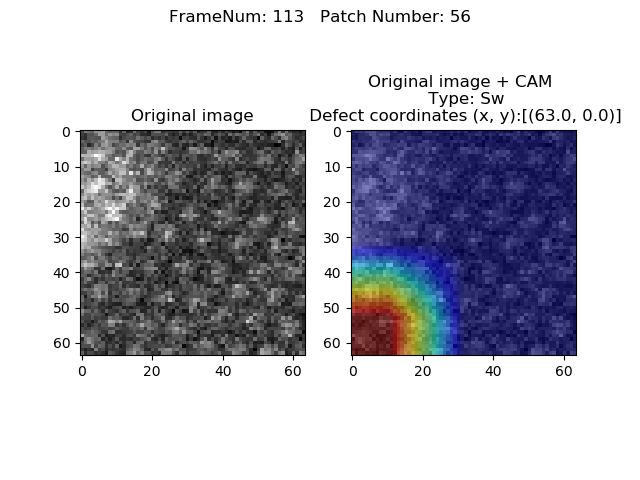 FrameNum: 113   Patch Number: 56
Original image
Original image + CAM
Type: Sw
Defect coordinates (x, y):[(63.0, 0.0)]
0
10
20
30
40
50
60
0 20 40 60
0
10
20
30
40
50
60
0 20 40 60